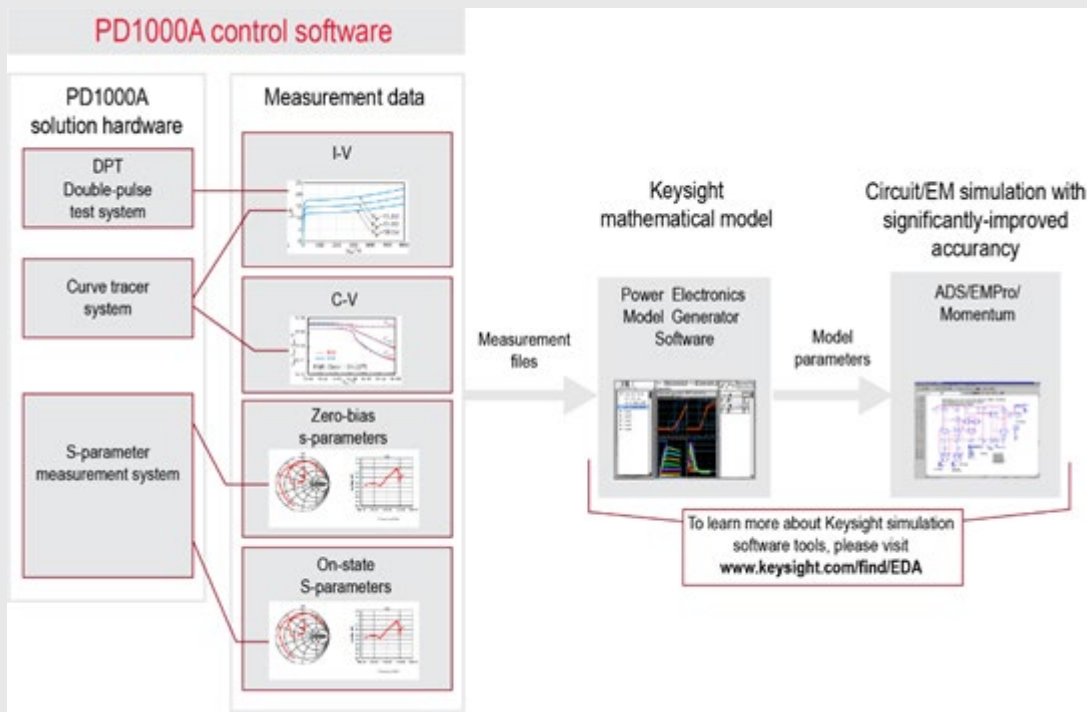 PD1000A control software
PD1000A
solution hardware
DPT
Double-pulse
test system
Curve tracer
system
S-parameter
measurement system
Measurement data
I-V
C-V
Zero-bias
s-parameters
On-state
S-parameters
Measurement
files
Keysight
mathematical model
Power Electronics
Model Generator
Software
Model
parameters
Circuit/EM simulation with
significantly-improved
accurancy
ADS/EMPro/
Momentum
To learn more about Keysight simulation
software tools, please visit
www.keysight.com/find/EDA